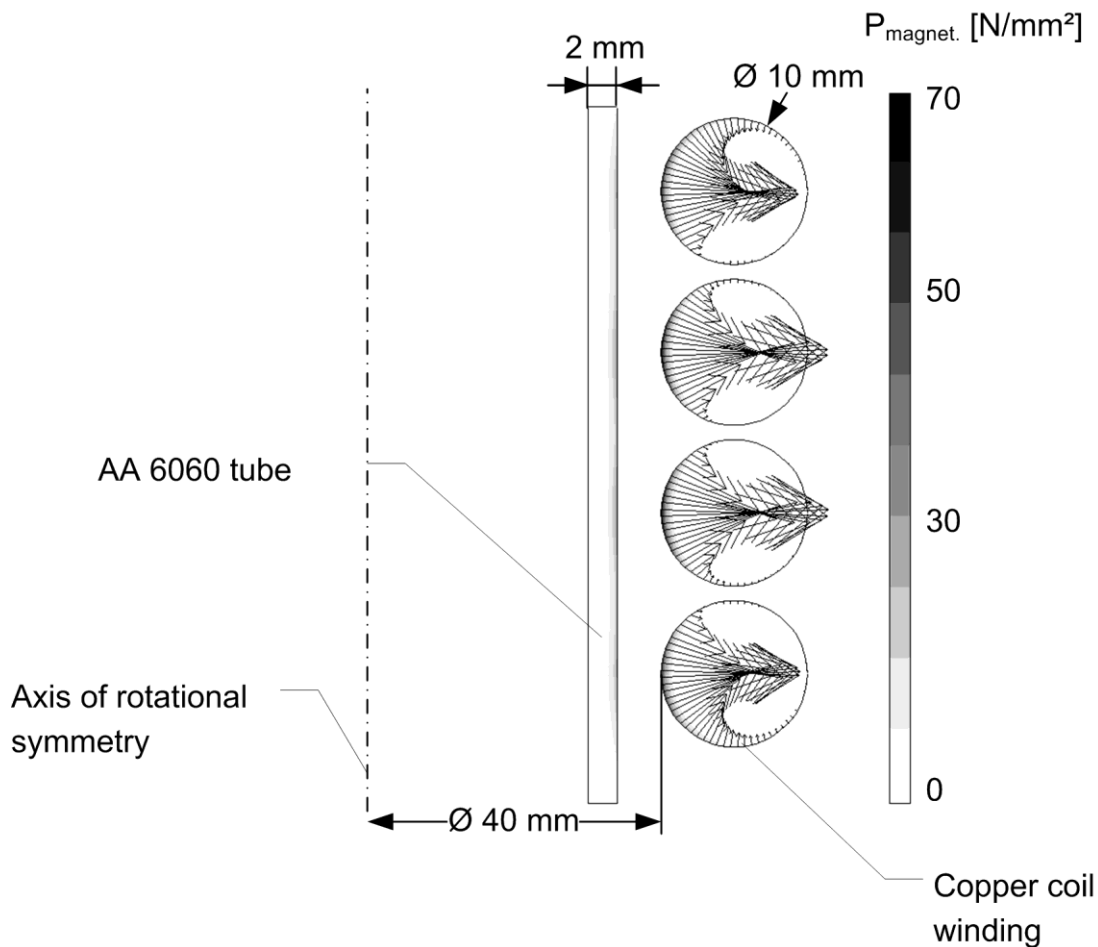 P_magnet. [N/mm²]
2 mm
Ø 10 mm
70
50
AA 6060 tube
30
Axis of rotational
symmetry
0
Ø 40 mm
Copper coil
winding